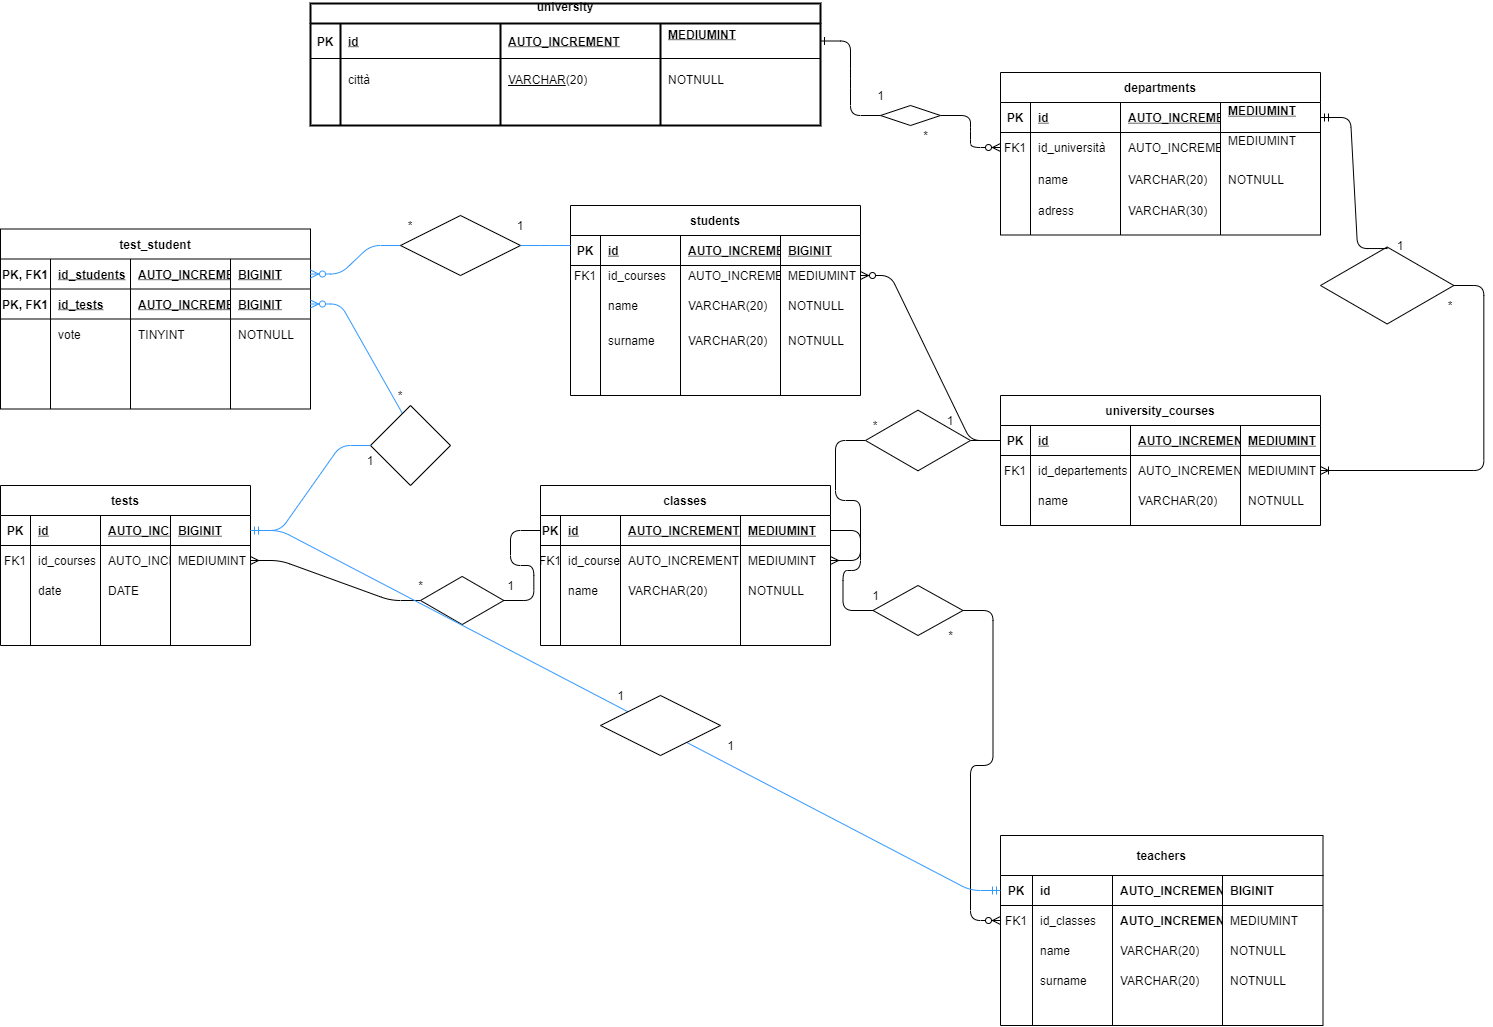 university
PK id AUTO_INCREMENT MEDIUMINT
città VARCHAR(20) NOTNULL
1
*
departments
PK id AUTO_INCREME MEDIUMINT
FK1 id_università AUTO_INCREME MEDIUMINT
name VARCHAR(20) NOTNULL
adress VARCHAR(30)
* 1
students
PK id AUTO_INCREME BIGINIT
FK1 id_courses AUTO_INCREME MEDIUMINT
name VARCHAR(20) NOTNULL
surname VARCHAR(20) NOTNULL
test_student
PK, FK1 id_students AUTO_INCREME BIGINIT
PK, FK1 id_tests AUTO_INCREME BIGINIT
vote TINYINT NOTNULL
1
*
*
1
* 1
university_courses
PK id AUTO_INCREMEN MEDIUMINT
FK1 id_departements AUTO_INCREMEN MEDIUMINT
name VARCHAR(20) NOTNULL
tests
PK id AUTO_INC BIGINIT
FK1 id_courses AUTO_INC MEDIUMINT
date DATE
* 1
classes
PK id AUTO_INCREMENT MEDIUMINT
FK1 id_course AUTO_INCREMENT MEDIUMINT
name VARCHAR(20) NOTNULL
1
*
1
1
teachers
PK id AUTO_INCREMEN BIGINIT
FK1 id_classes AUTO_INCREMEN MEDIUMINT
name VARCHAR(20) NOTNULL
surname VARCHAR(20) NOTNULL